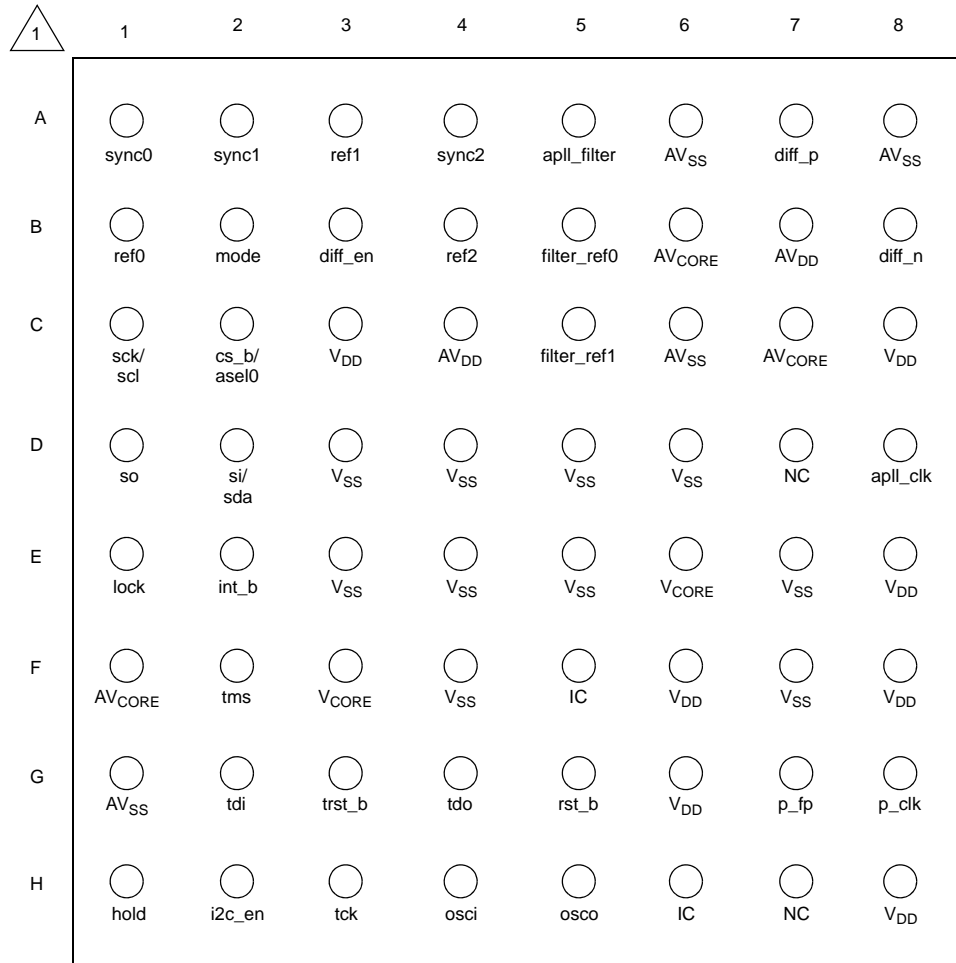 1 1 2 3 4 5 6 7 8
A
sync0 sync1 ref1 sync2 apll_filter AVSS diff_p AVSS
B
ref0 mode diff_en ref2 filter_ref0 AVCORE AVDD diff_n
C
sck/ cs_b/ VDD AVDD filter_ref1 AVSS AVCORE VDD
scl asel0
D
so si/ VSS VSS VSS VSS NC apll_clk
sda
E
lock int_b VSS VSS VSS VCORE VSS VDD
F
AVCORE tms VCORE VSS IC VDD VSS VDD
G
AVSS tdi trst_b tdo rst_b VDD p_fp p_clk
H
hold i2c_en tck osci osco IC NC VDD